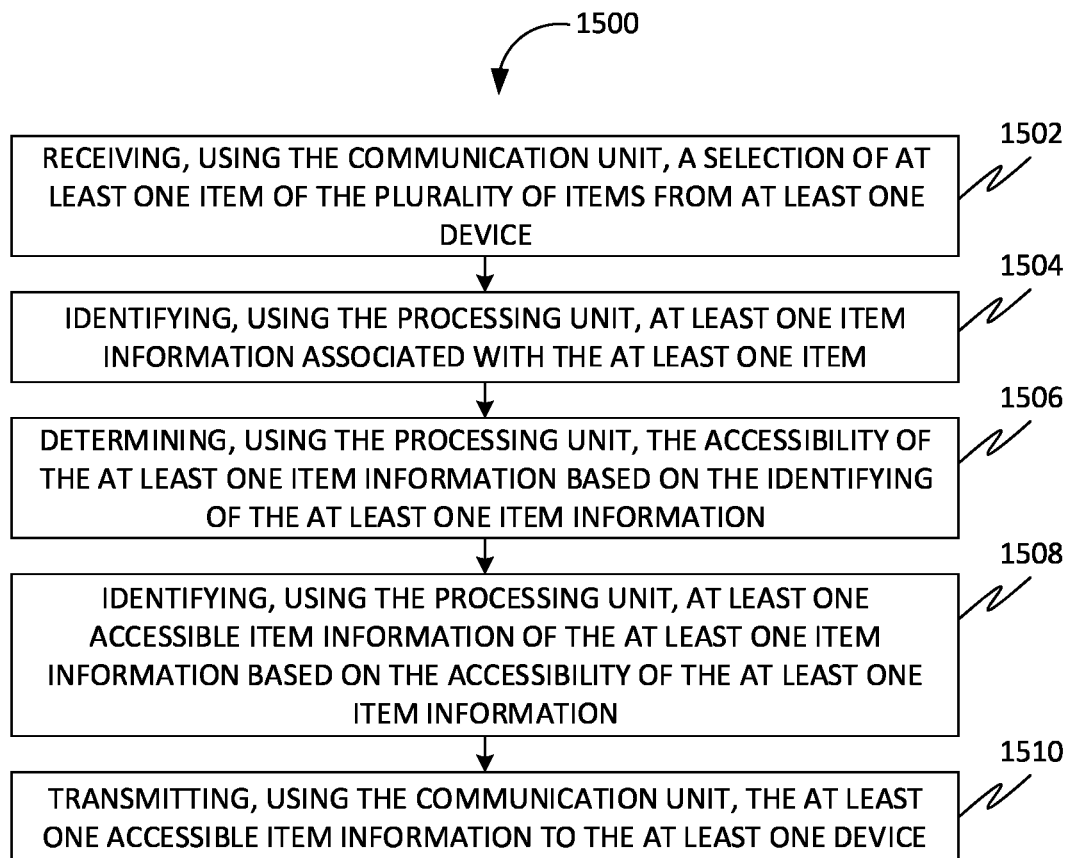 1500
1502
RECEIVING, USING THE COMMUNICATION UNIT, A SELECTION OF AT
LEAST ONE ITEM OF THE PLURALITY OF ITEMS FROM AT LEAST ONE
DEVICE
1504
IDENTIFYING, USING THE PROCESSING UNIT, AT LEAST ONE ITEM
INFORMATION ASSOCIATED WITH THE AT LEAST ONE ITEM
1506
DETERMINING, USING THE PROCESSING UNIT, THE ACCESSIBILITY OF
THE AT LEAST ONE ITEM INFORMATION BASED ON THE IDENTIFYING
OF THE AT LEAST ONE ITEM INFORMATION
1508
IDENTIFYING, USING THE PROCESSING UNIT, AT LEAST ONE
ACCESSIBLE ITEM INFORMATION OF THE AT LEAST ONE ITEM
INFORMATION BASED ON THE ACCESSIBILITY OF THE AT LEAST ONE
ITEM INFORMATION
1510
TRANSMITTING, USING THE COMMUNICATION UNIT, THE AT LEAST
ONE ACCESSIBLE ITEM INFORMATION TO THE AT LEAST ONE DEVICE